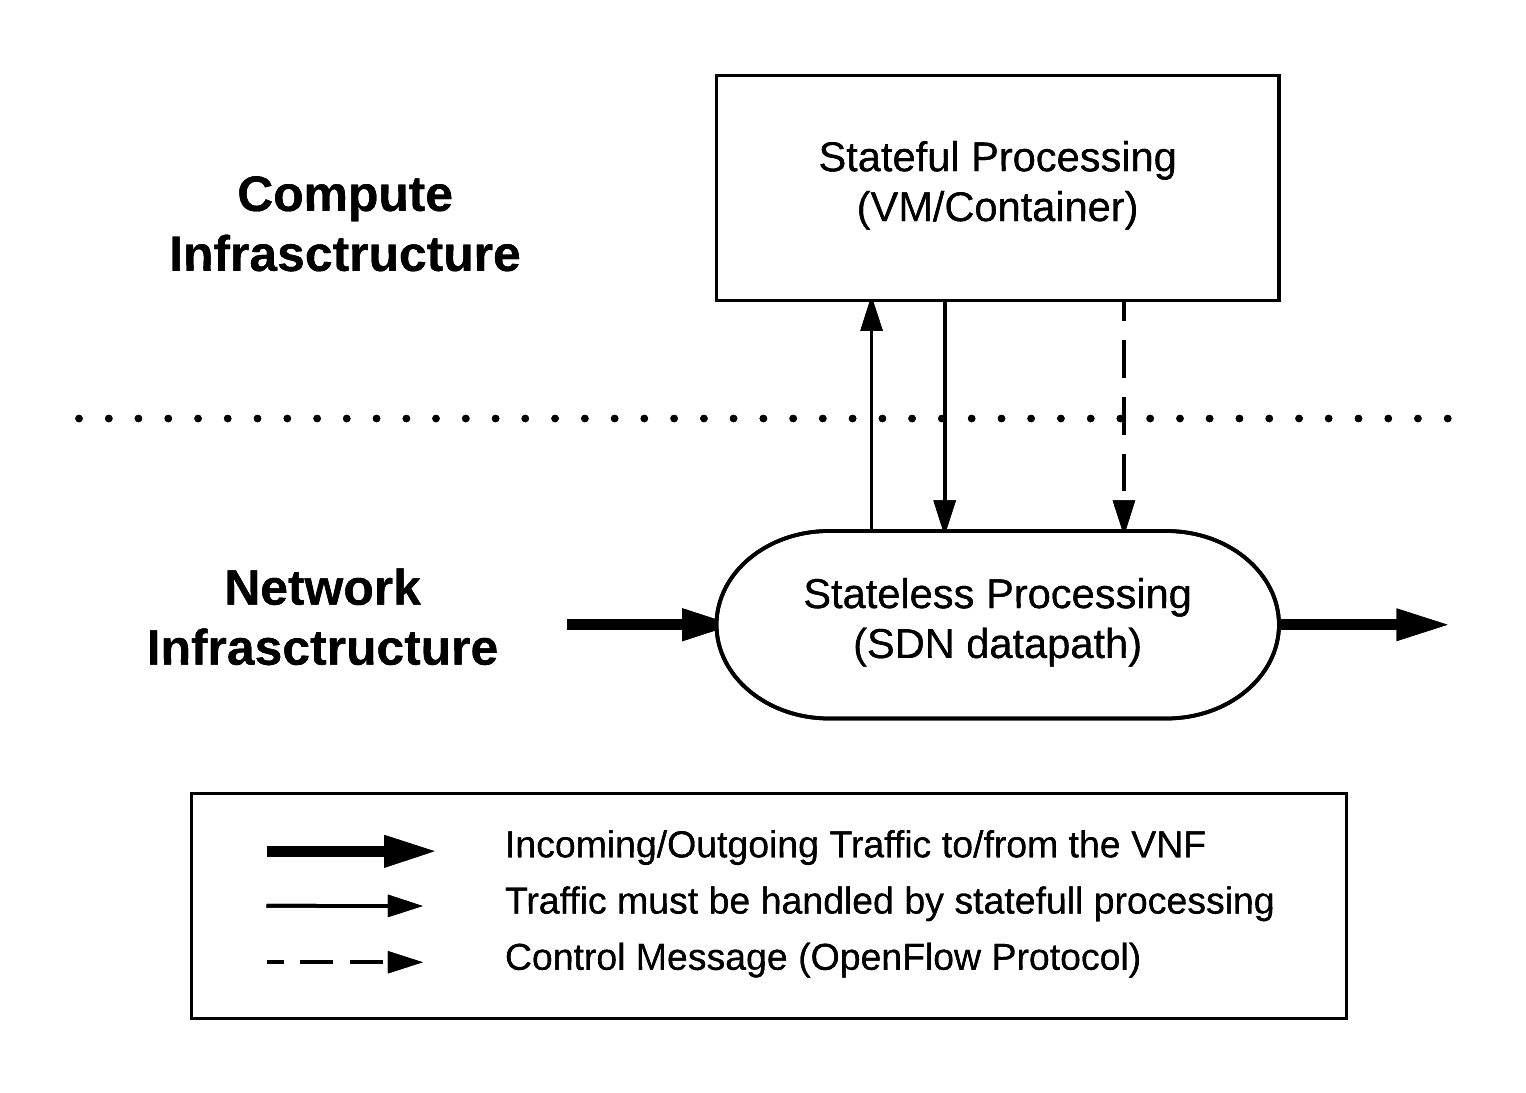 Stateful Processing
(VM/Container)
Compute
Infrasctructure
Network
Infrasctructure
Stateless Processing
(SDN datapath)
Incoming/Outgoing Traffic to/from the VNF
Traffic must be handled by statefull processing
Control Message (OpenFlow Protocol)